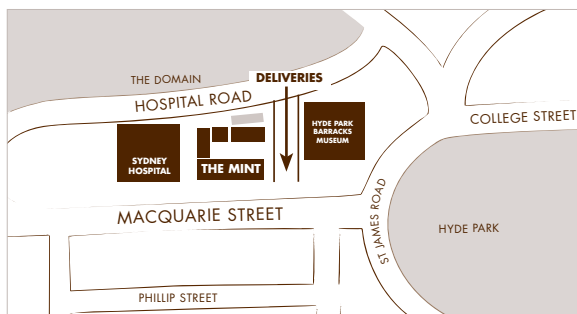 THE DOMAIN
DELIVERIES
HOSPITAL ROAD
COLLEGE STREET
HYDE PARK
BARRACKS
MUSEUM
SYDNEY
HOSPITAL
THE MINT
MACQUARIE STREET
ST JAMES ROAD
HYDE PARK
PHILLIP STREET